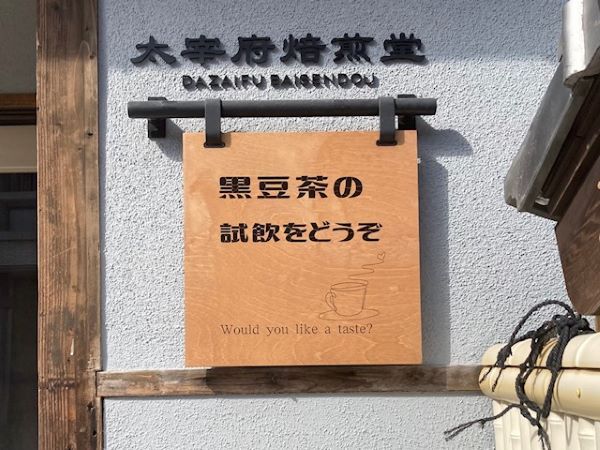 太宰府焙煎堂
DAZAIFU BAISENDOU
黒豆茶の
試飲をどうぞ
Would you like a taste?